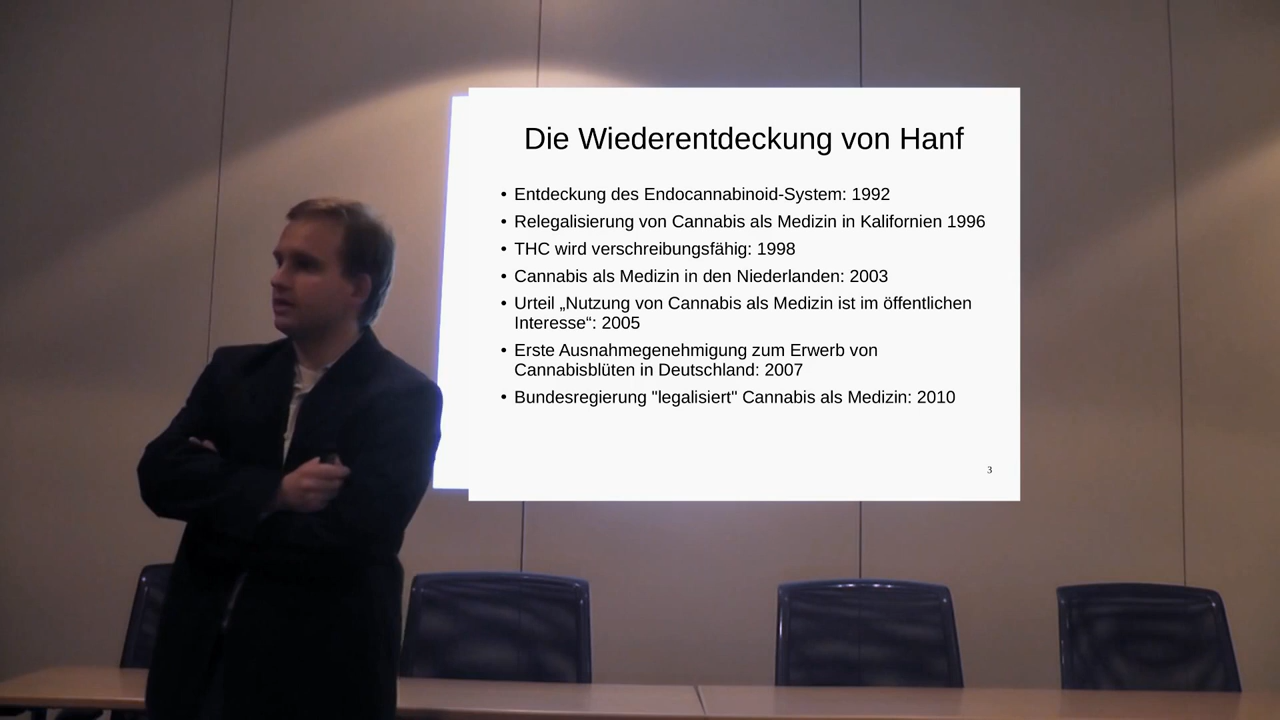 Die Wiederentdeckung von Hanf
• Entdeckung des Endocannabinoid-System: 1992
• Relegalisierung von Cannabis als Medizin in Kalifornien 1996
• THC wird verschreibungsfähig: 1998
• Cannabis als Medizin in den Niederlanden: 2003
• Urteil „Nutzung von Cannabis als Medizin ist im öffentlichen
Interesse“: 2005
• Erste Ausnahmegenehmigung zum Erwerb von
Cannabisblüten in Deutschland: 2007
• Bundesregierung "legalisiert" Cannabis als Medizin: 2010
3